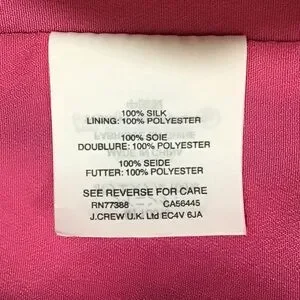 100% SILK
LINING: 100% POLYESTER
100% SOIE
DOUBLURE: 100% POLYESTER
100% SEIDE
FUTTER: 100% POLYESTER
SEE REVERSE FOR CARE
RN77388 CA56445
J.CREW U.K. Ltd EC4V 6JA